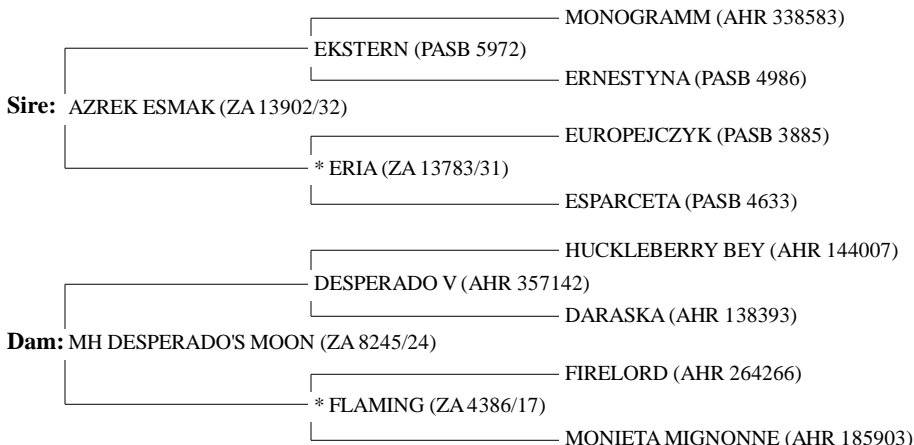 MONOGRAMM (AHR 338583)
EKSTERN (PASB 5972)
ERNESTYNA (PASB 4986)
Sire: AZREK ESMAK (ZA 13902/32)
EUROPEJCZYK (PASB 3885)
* ERIA (ZA 13783/31)
ESPARCETA (PASB 4633)
HUCKLEBERRY BEY (AHR 144007)
DESPERADO V (AHR 357142)
DARASKA (AHR 138393)
Dam: MH DESPERADO'S MOON (ZA 8245/24)
FIRELORD (AHR 264266)
* FLAMING (ZA 4386/17)
MONIETA MIGNONNE (AHR 185903)